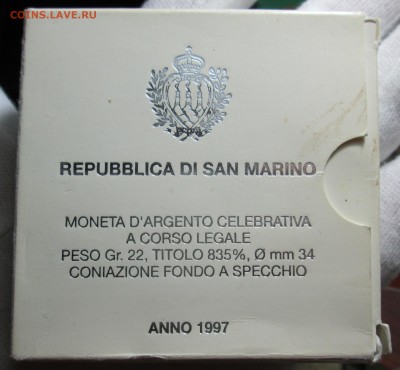 COINS.LAVE.RU
REPUBBLICA DI SAN MARINO
MONETA D'ARGENTO CELEBRATIVA
A CORSO LEGALE
PESO Gr. 22, TITOLO 835‰, Ø mm 34
CONIAZIONE FONDO A SPECCHIO
ANNO 1997